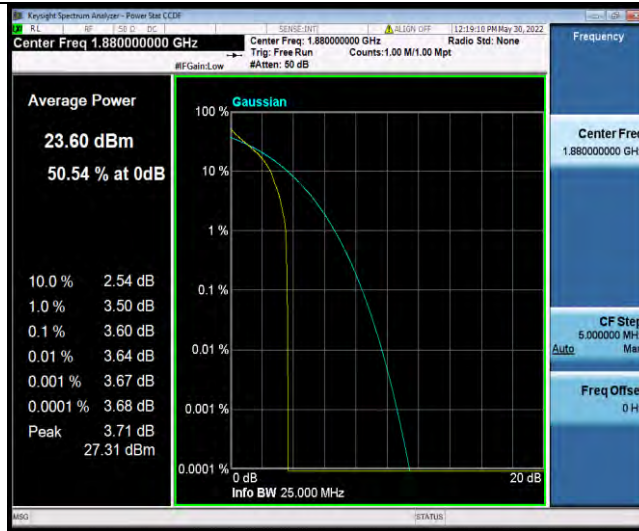 Keysight Spectrum Analyzer - Power Stat CCDF
RL RF 50 Ω DC SENSE:INT ALIGN OFF 12:19:10 PM May 30, 2022
Center Freq 1.880000000 GHz
Center Freq: 1.880000000 GHz Radio Std: None
Trig: Free Run Counts:1.00 M/1.00 Mpt
#IFGain:Low #Atten: 50 dB
Frequency
Average Power
23.60 dBm
50.54 % at 0dB
10.0 % 2.54 dB
1.0 % 3.50 dB
0.1 % 3.60 dB
0.01 % 3.64 dB
0.001 % 3.67 dB
0.0001 % 3.68 dB
Peak 3.71 dB
27.31 dBm
Gaussian
100 %
10 %
1 %
0.1 %
0.01 %
0.001 %
0.0001 %
0 dB 20 dB
Info BW 25.000 MHz
Center Freq
1.880000000 GH
CF Step
5.000000 MH
Auto Ma
Freq Offse
0 H
MSG STATUS